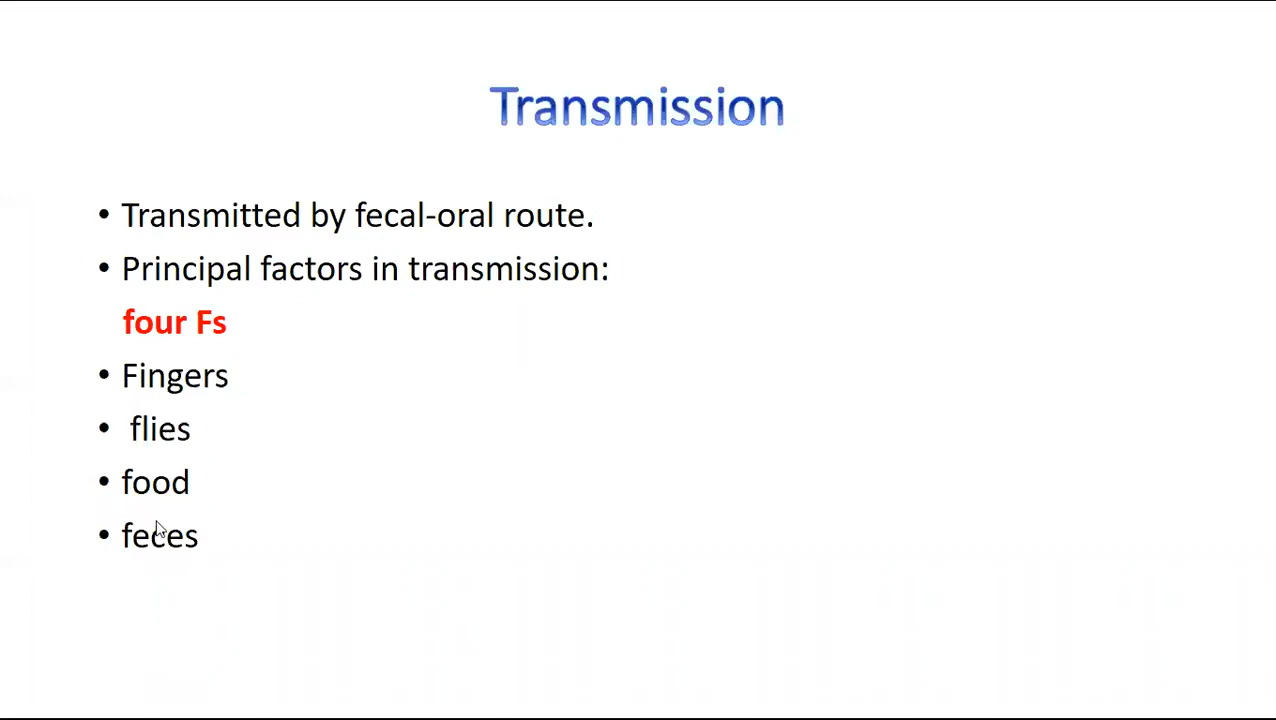 Transmission
• Transmitted by fecal-oral route.
• Principal factors in transmission:
four Fs
• Fingers
• flies
• food
• feces